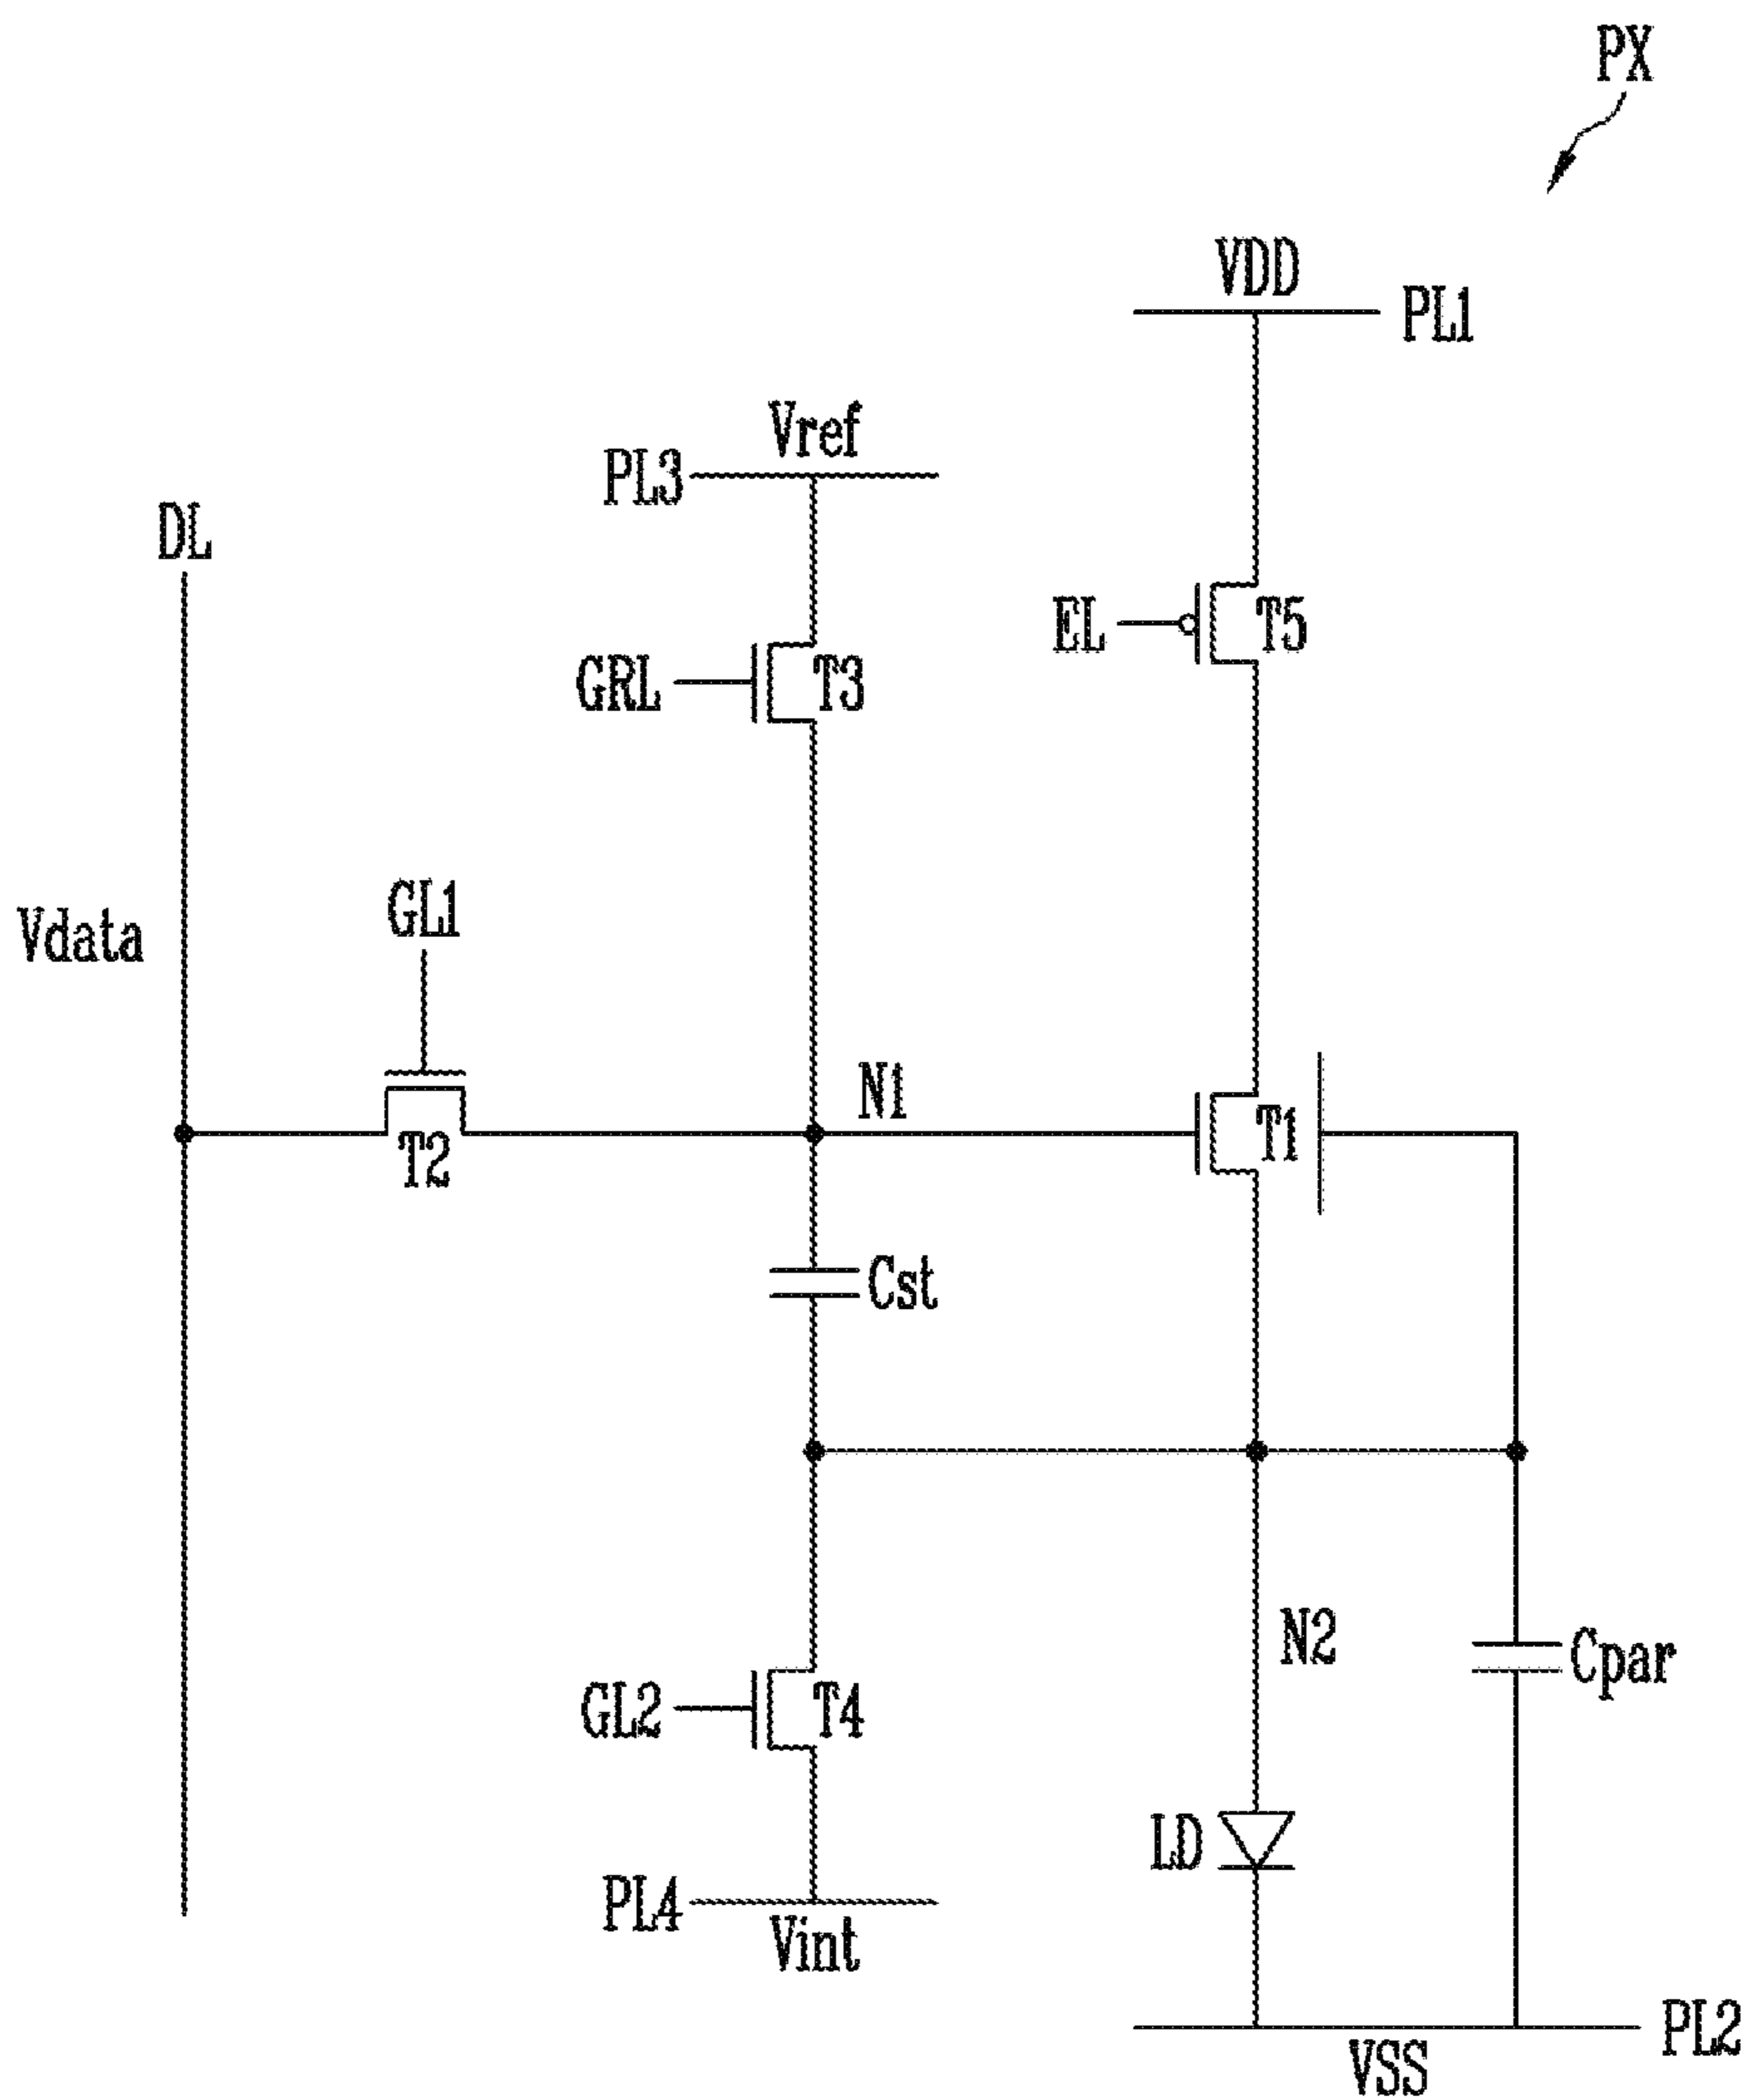 PX
VDD
PL1
Vref
PL3
DL
EL
T5
GRL
T3
GL1
Vdata
N1
T1
T2
Cst
N2
Cpar
GL2
T4
LD
PL4
Vint
PL2
VSS